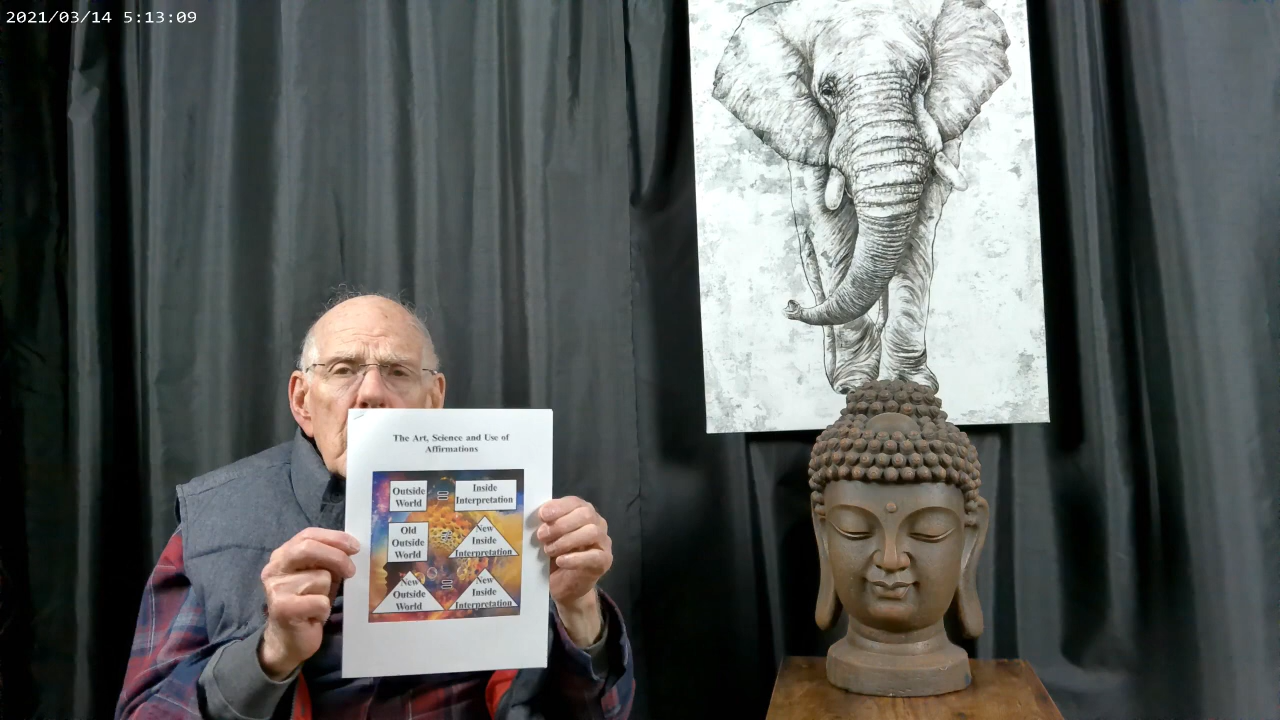 2021/03/14 5:13:09
The Art, Science and Use of
Affirmations
Outside
World
=
Inside
Interpretation
Old
Outside
World
≠
New
Inside
Interpretation
New
Outside
World
=
New
Inside
Interpretation